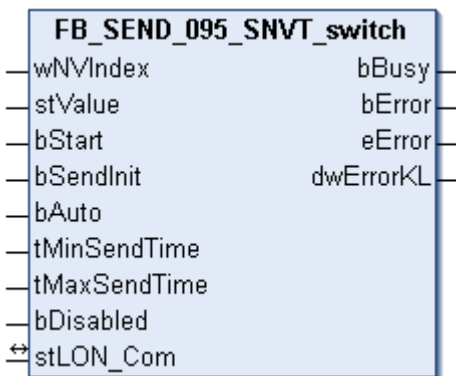 FB_SEND_095_SNVT_switch
wNVIndex bBusy
stValue bError
bStart eError
bSendInit dwErrorKL
bAuto
tMinSendTime
tMaxSendTime
bDisabled
stLON_Com